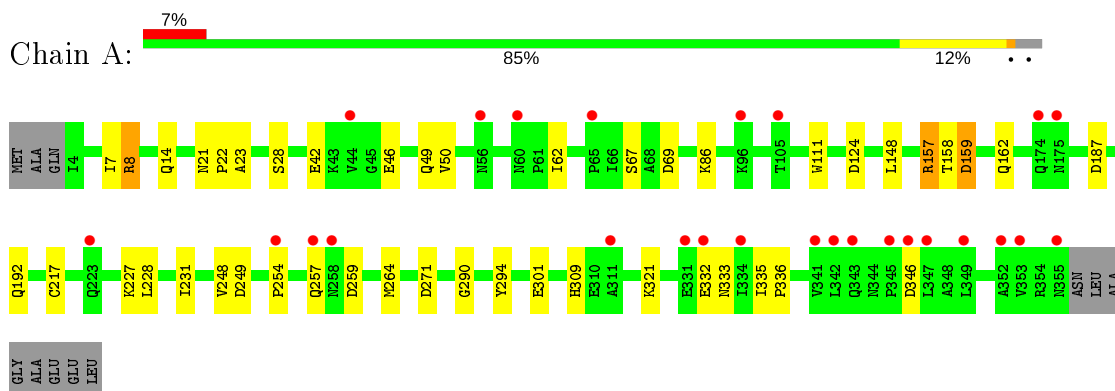 7%
Chain A:
85% 12% • •
MET ALA GLN I4 I7 R8 Q14 N21 P22 A23 S28 E42 K43 V44 G45 E46 Q49 V50 N56 N60 P61 I62 P65 I66 S67 A68 D69 K86 K96 T105 W111 D124 L148 R157 T158 D159 Q162 Q174 N175 D187
Q192 C217 Q223 K227 L228 I231 V248 D249 P254 Q257 N258 D259 M264 D271 G290 Y294 E301 H309 E310 A311 K321 E331 E332 N333 I334 I335 P336 V341 L342 Q343 N344 P345 D346 L347 A348 L349 A352 V353 R354 N355 ASN LEU ALA
GLY ALA GLU GLU LEU